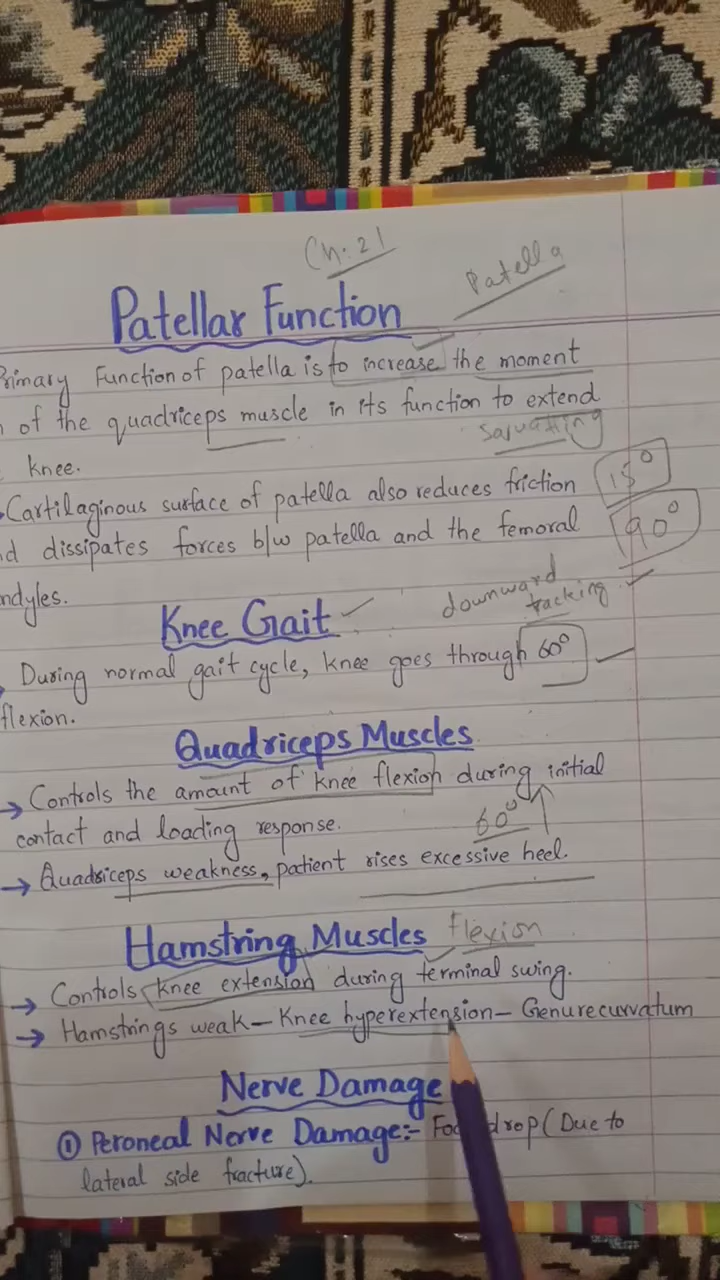 Ch. 21
Patella
Patellar Function
Primary Function of patella is to increase the moment
of the quadriceps muscle in its function to extend
knee.
Cartilaginous surface of patella also reduces friction
15°
dissipates forces b/w patella and the femoral
90°
downward
tracking
Knee Gait
During normal gait cycle, knee goes through 60°
flexion.
Quadriceps Muscles
→ Controls the amount of knee flexion during initial
contact and loading response.
60°
→ Quadriceps weakness, patient rises excessive heel.
Hamstring Muscles
flexion
→ Controls knee extension during terminal swing.
→ Hamstrings weak – Knee hyperextension – Genurecurvatum
Nerve Damage
① Peroneal Nerve Damage:- drop (Due to
lateral side fracture).